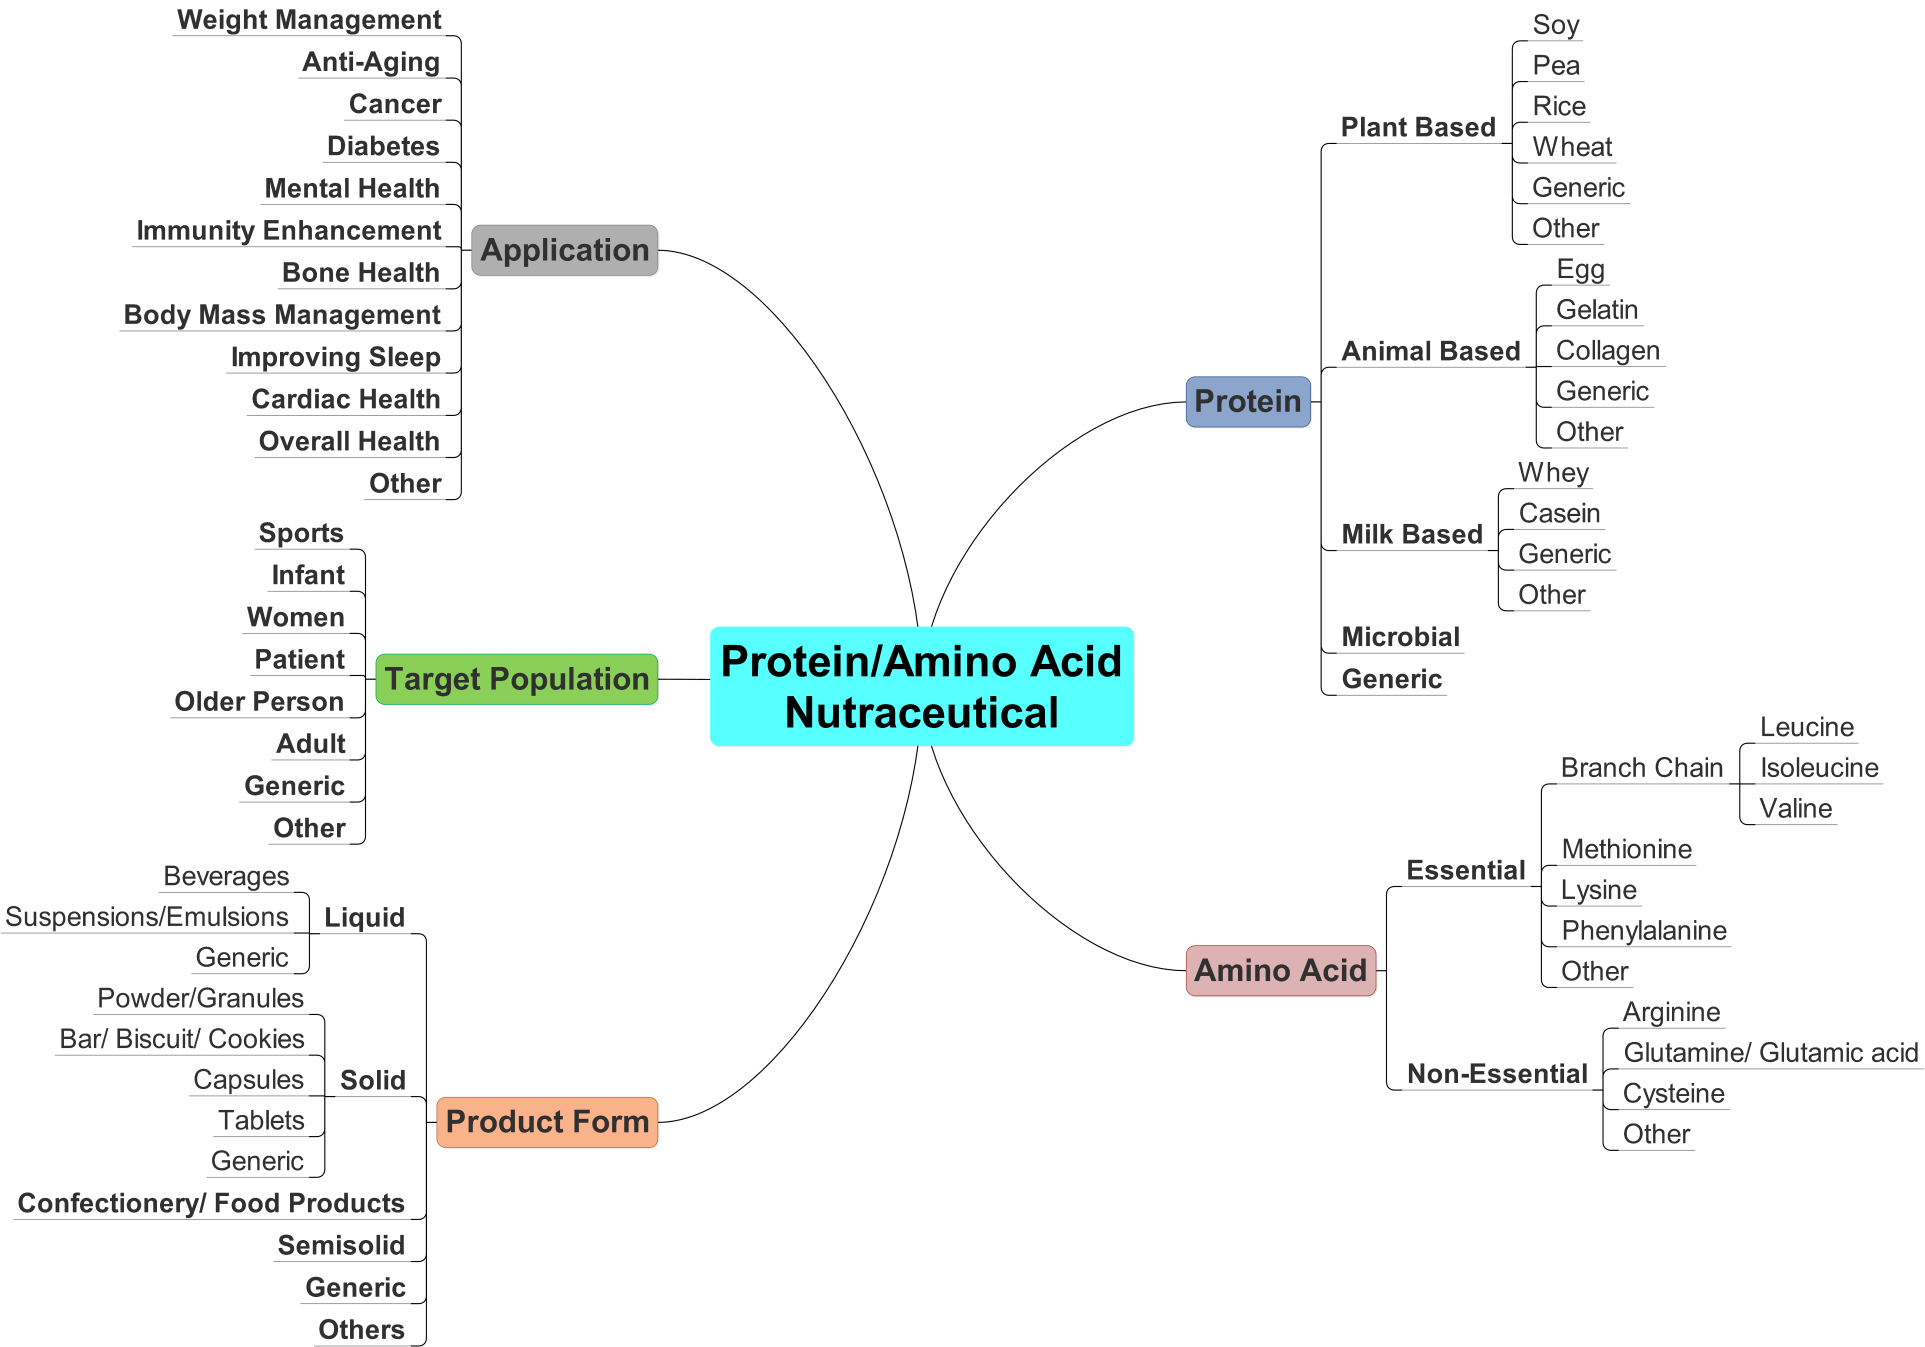 Weight Management
Anti-Aging
Cancer
Diabetes
Mental Health
Immunity Enhancement
Bone Health
Body Mass Management
Improving Sleep
Cardiac Health
Overall Health
Other
Application
Sports
Infant
Women
Patient
Older Person
Adult
Generic
Other
Target Population
Beverages
Suspensions/Emulsions
Generic
Liquid
Powder/Granules
Bar/ Biscuit/ Cookies
Capsules
Tablets
Generic
Solid
Confectionery/ Food Products
Semisolid
Generic
Others
Product Form
Protein/Amino Acid
Nutraceutical
Protein
Plant Based
Soy
Pea
Rice
Wheat
Generic
Other
Animal Based
Egg
Gelatin
Collagen
Generic
Other
Milk Based
Whey
Casein
Generic
Other
Microbial
Generic
Amino Acid
Essential
Branch Chain
Leucine
Isoleucine
Valine
Methionine
Lysine
Phenylalanine
Other
Non-Essential
Arginine
Glutamine/ Glutamic acid
Cysteine
Other